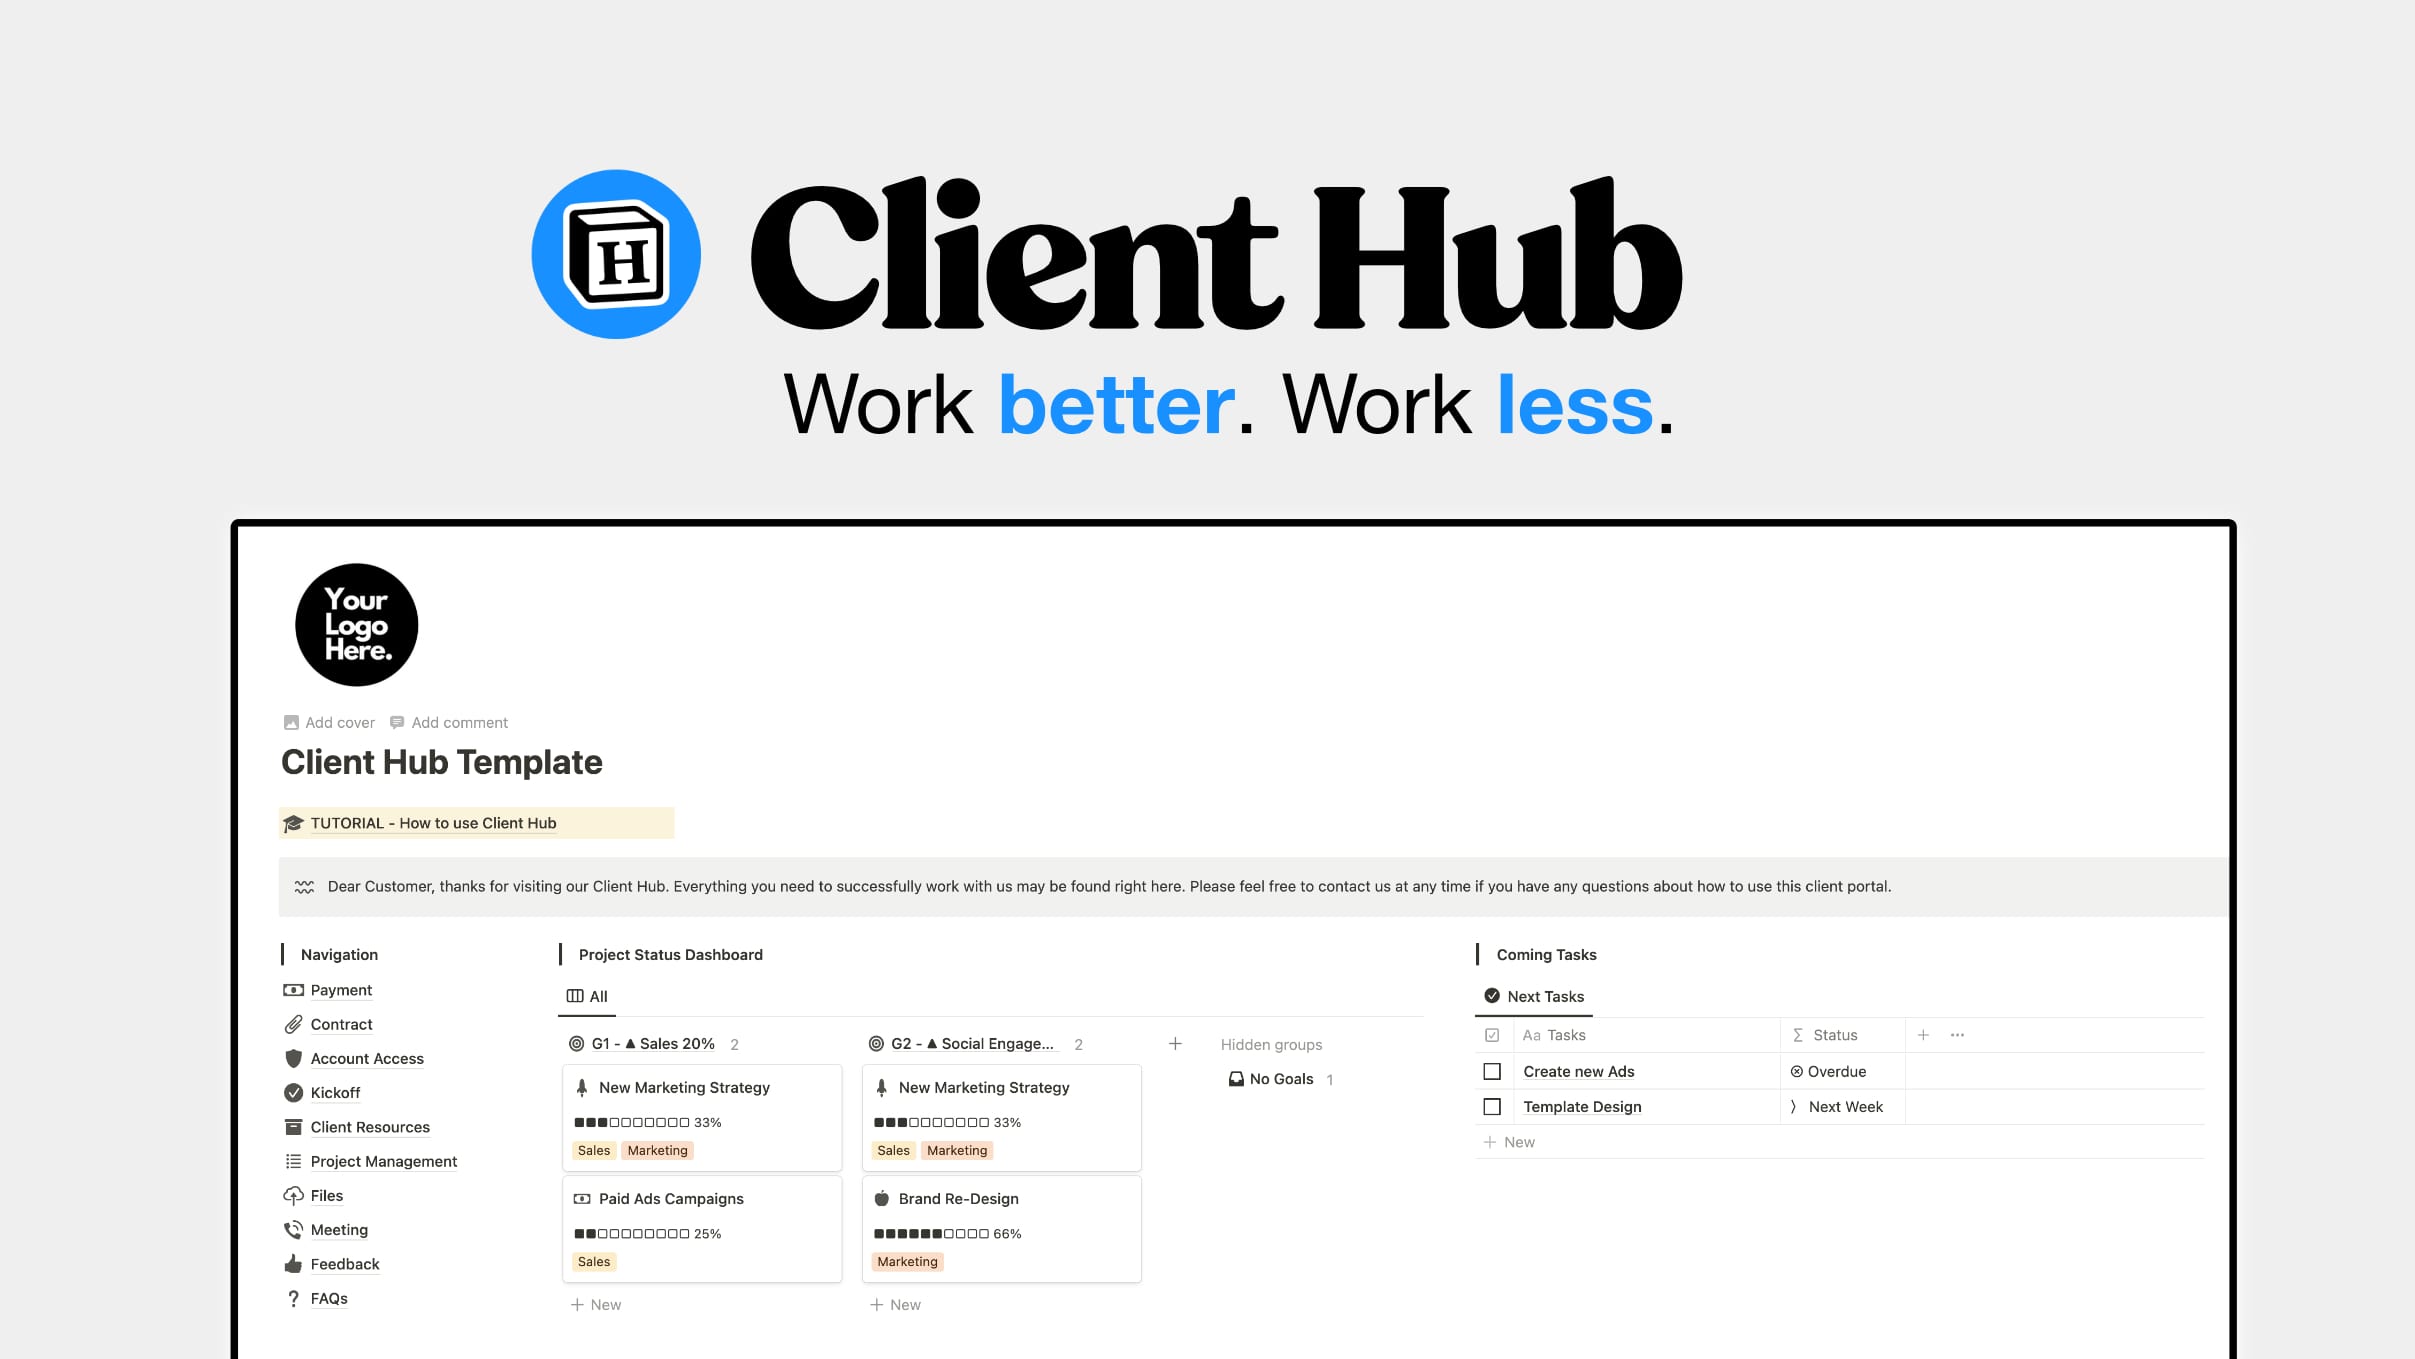 H
Client Hub
Work better. Work less.
Your
Logo
Here.
Add cover Add comment
Client Hub Template
TUTORIAL - How to use Client Hub
Dear Customer, thanks for visiting our Client Hub. Everything you need to successfully work with us may be found right here. Please feel free to contact us at any time if you have any questions about how to use this client portal.
Navigation
Payment
Contract
Account Access
Kickoff
Client Resources
Project Management
Files
Meeting
Feedback
? FAQs
Project Status Dashboard
All
G1 - ▲ Sales 20% 2
New Marketing Strategy
■■■□□□□□□□ 33%
Sales Marketing
Paid Ads Campaigns
■■□□□□□□□□ 25%
Sales
+ New
G2 - ▲ Social Engage... 2
New Marketing Strategy
■■■□□□□□□□ 33%
Sales Marketing
Brand Re-Design
■■■■■■□□□□ 66%
Marketing
+ New
+
Hidden groups
No Goals 1
Coming Tasks
Next Tasks
Aa Tasks Σ Status + ...
Create new Ads ⊗ Overdue
Template Design 〉 Next Week
+ New